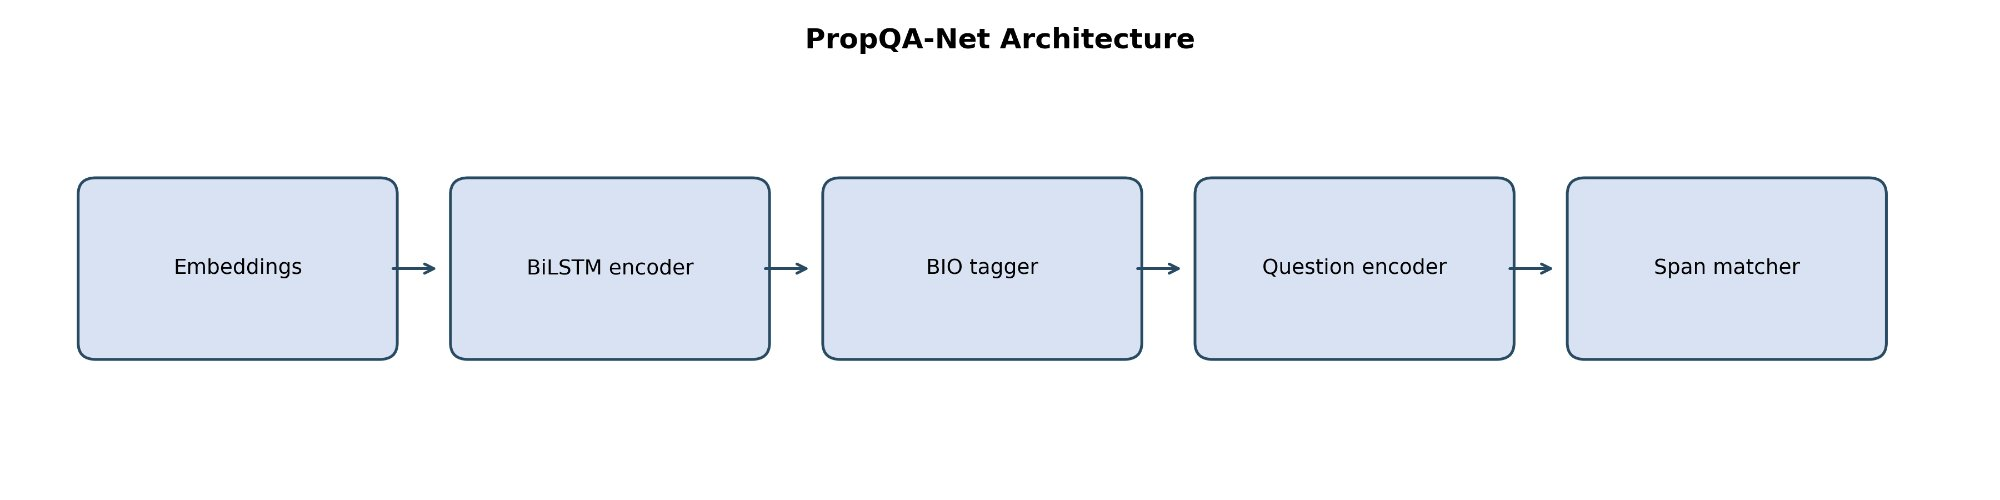 PropQA-Net Architecture
Embeddings
BiLSTM encoder
BIO tagger
Question encoder
Span matcher